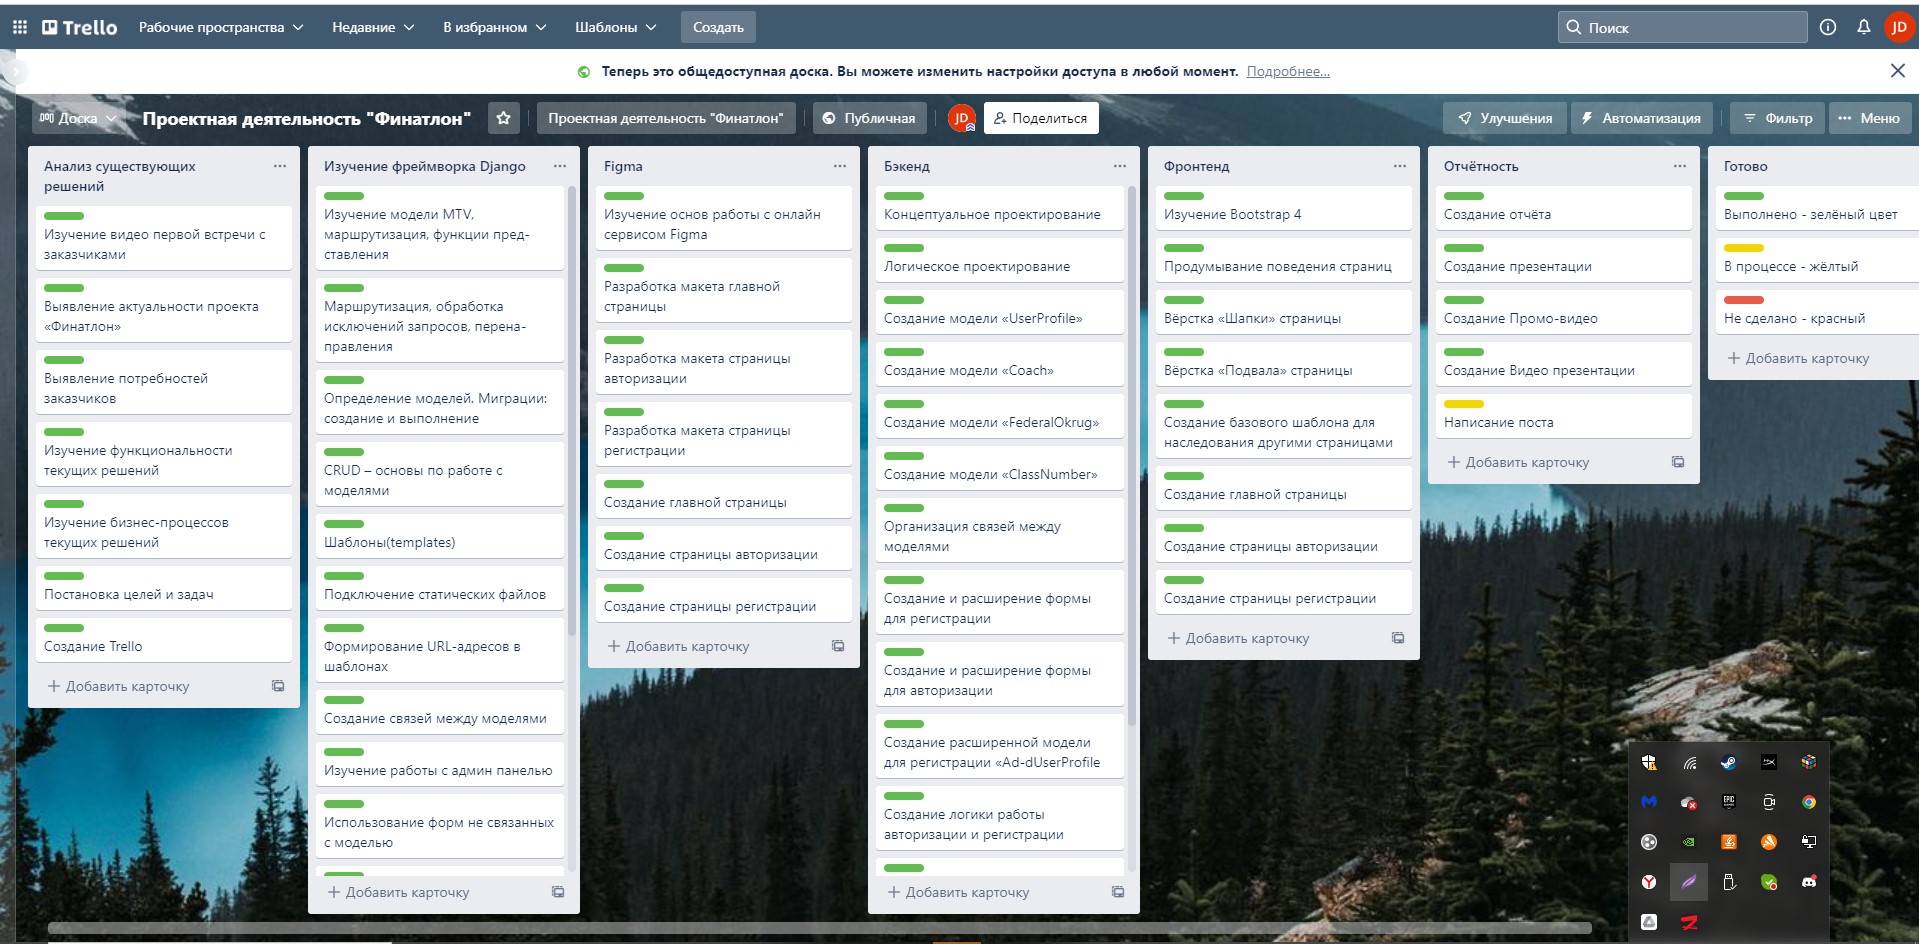 Trello Рабочие пространства Недавние В избранном Шаблоны Создать Поиск JD
Теперь это общедоступная доска. Вы можете изменить настройки доступа в любой момент. Подробнее...
Доска Проектная деятельность "Финатлон" Проектная деятельность "Финатлон" Публичная JD Поделиться Улучшения Автоматизация Фильтр Меню
Анализ существующих
решений
Изучение видео первой встречи с
заказчиками
Выявление актуальности проекта
«Финатлон»
Выявление потребностей
заказчиков
Изучение функциональности
текущих решений
Изучение бизнес-процессов
текущих решений
Постановка целей и задач
Создание Trello
Добавить карточку
Изучение фреймворка Django
Изучение модели MTV,
маршрутизация, функции пред-
ставления
Маршрутизация, обработка
исключений запросов, перена-
правления
Определение моделей. Миграции:
создание и выполнение
CRUD – основы по работе с
моделями
Шаблоны(templates)
Подключение статических файлов
Формирование URL-адресов в
шаблонах
Создание связей между моделями
Изучение работы с админ панелью
Использование форм не связанных
с моделью
Добавить карточку
Figma
Изучение основ работы с онлайн
сервисом Figma
Разработка макета главной
страницы
Разработка макета страницы
авторизации
Разработка макета страницы
регистрации
Создание главной страницы
Создание страницы авторизации
Создание страницы регистрации
Добавить карточку
Бэкенд
Концептуальное проектирование
Логическое проектирование
Создание модели «UserProfile»
Создание модели «Coach»
Создание модели «FederalOkrug»
Создание модели «ClassNumber»
Организация связей между
моделями
Создание и расширение формы
для регистрации
Создание и расширение формы
для авторизации
Создание расширенной модели
для регистрации «Ad-dUserProfile
Создание логики работы
авторизации и регистрации
Добавить карточку
Фронтенд
Изучение Bootstrap 4
Продумывание поведения страниц
Вёрстка «Шапки» страницы
Вёрстка «Подвала» страницы
Создание базового шаблона для
наследования другими страницами
Создание главной страницы
Создание страницы авторизации
Создание страницы регистрации
Добавить карточку
Отчётность
Создание отчёта
Создание презентации
Создание Промо-видео
Создание Видео презентации
Написание поста
Добавить карточку
Готово
Выполнено - зелёный цвет
В процессе - жёлтый
Не сделано - красный
Добавить карточку
EPIC